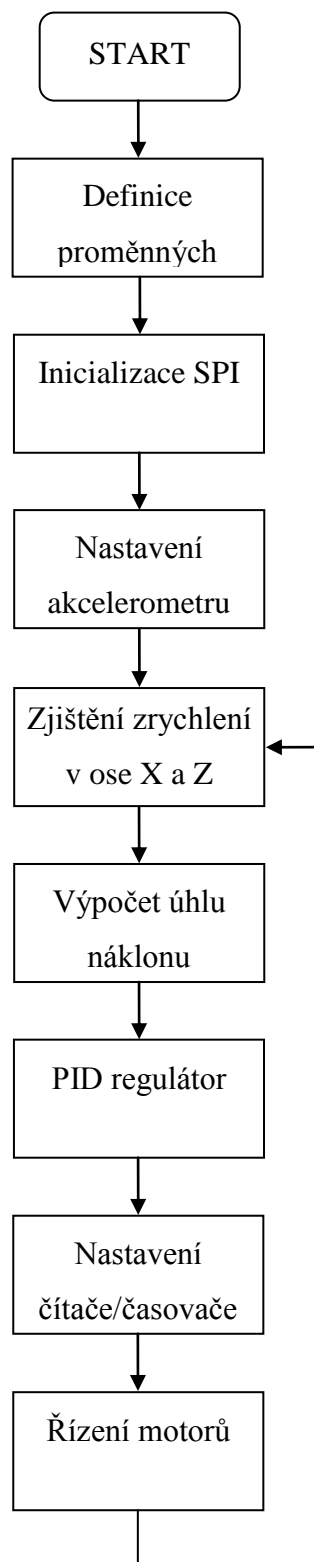 START
Definice
proměnných
Inicializace SPI
Nastavení
akcelerometru
Zjištění zrychlení
v ose X a Z
Výpočet úhlu
náklonu
PID regulátor
Nastavení
čítače/časovače
Řízení motorů